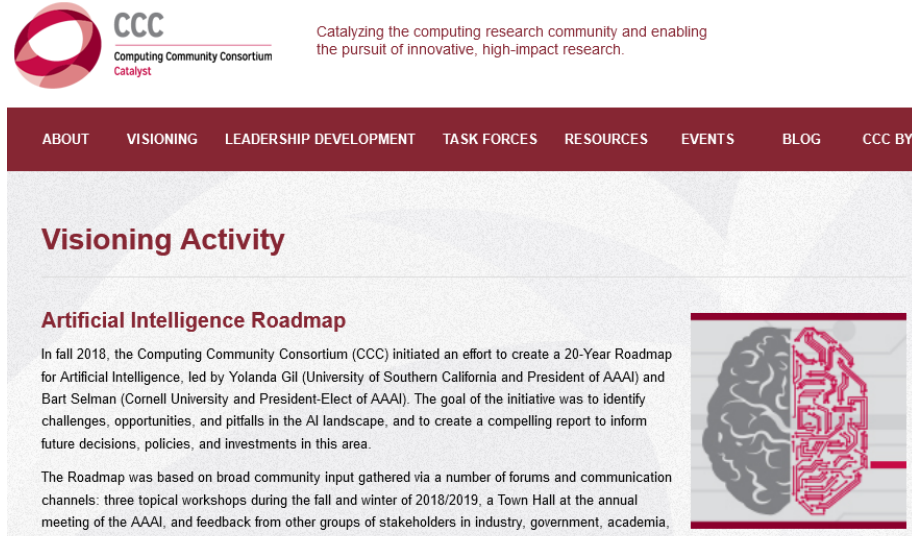 CCC
Computing Community Consortium
Catalyst
Catalyzing the computing research community and enabling
the pursuit of innovative, high-impact research.
ABOUT VISIONING LEADERSHIP DEVELOPMENT TASK FORCES RESOURCES EVENTS BLOG CCC BY
Visioning Activity
Artificial Intelligence Roadmap
In fall 2018, the Computing Community Consortium (CCC) initiated an effort to create a 20-Year Roadmap
for Artificial Intelligence, led by Yolanda Gil (University of Southern California and President of AAAI) and
Bart Selman (Cornell University and President-Elect of AAAI). The goal of the initiative was to identify
challenges, opportunities, and pitfalls in the AI landscape, and to create a compelling report to inform
future decisions, policies, and investments in this area.
The Roadmap was based on broad community input gathered via a number of forums and communication
channels: three topical workshops during the fall and winter of 2018/2019, a Town Hall at the annual
meeting of the AAAI, and feedback from other groups of stakeholders in industry, government, academia,